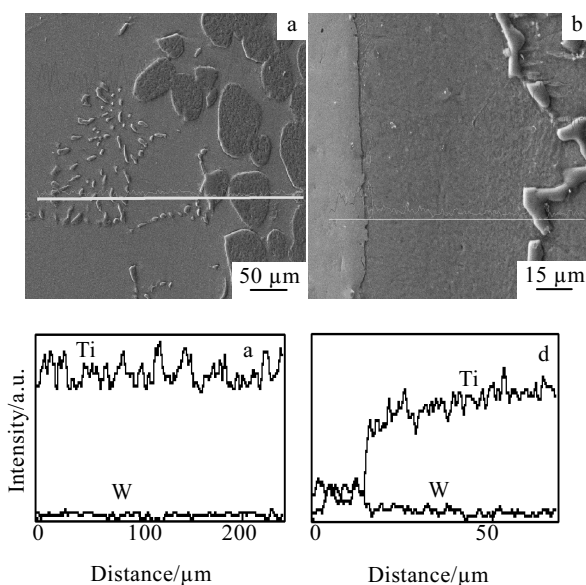 a
b
50 µm
15 µm
Ti
a
W
Intensity/a.u.
0
100
200
Distance/µm
d
Ti
W
0
50
Distance/µm